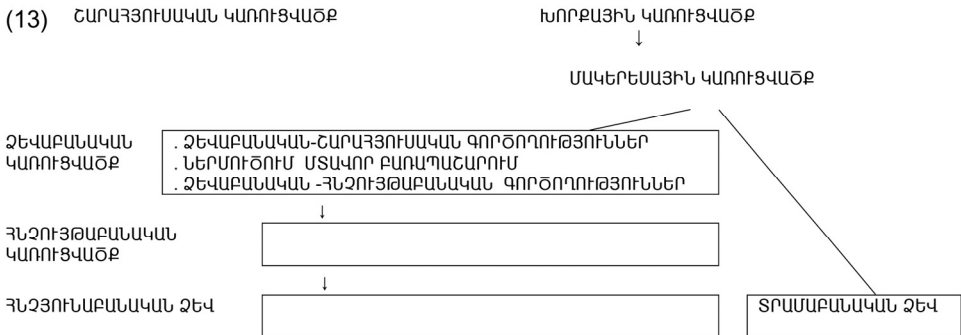 (13) ՇԱՐԱՀՅՈՒՍԱԿԱՆ ԿԱՌՈՒՑՎԱԾՔ ԽՈՐՔԱՅԻՆ ԿԱՌՈՒՑՎԱԾՔ
↓
ՄԱԿԵՐԵՍԱՅԻՆ ԿԱՌՈՒՑՎԱԾՔ
ՁԵՎԱԲԱՆԱԿԱՆ
ԿԱՌՈՒՑՎԱԾՔ
. ՁԵՎԱԲԱՆԱԿԱՆ-ՇԱՐԱՀՅՈՒՍԱԿԱՆ ԳՈՐԾՈՂՈՒԹՅՈՒՆՆԵՐ
. ՆԵՐՄՈՒԾՈՒՄ ՄՏԱՎՈՐ ԲԱՌԱՊԱՇԱՐՈՒՄ
. ՁԵՎԱԲԱՆԱԿԱՆ -ՀՆՉՈՒՅԹԱԲԱՆԱԿԱՆ ԳՈՐԾՈՂՈՒԹՅՈՒՆՆԵՐ
↓
ՀՆՉՈՒՅԹԱԲԱՆԱԿԱՆ
ԿԱՌՈՒՑՎԱԾՔ
↓
ՀՆՉՅՈՒՆԱԲԱՆԱԿԱՆ ՁԵՎ ՏՐԱՄԱԲԱՆԱԿԱՆ ՁԵՎ